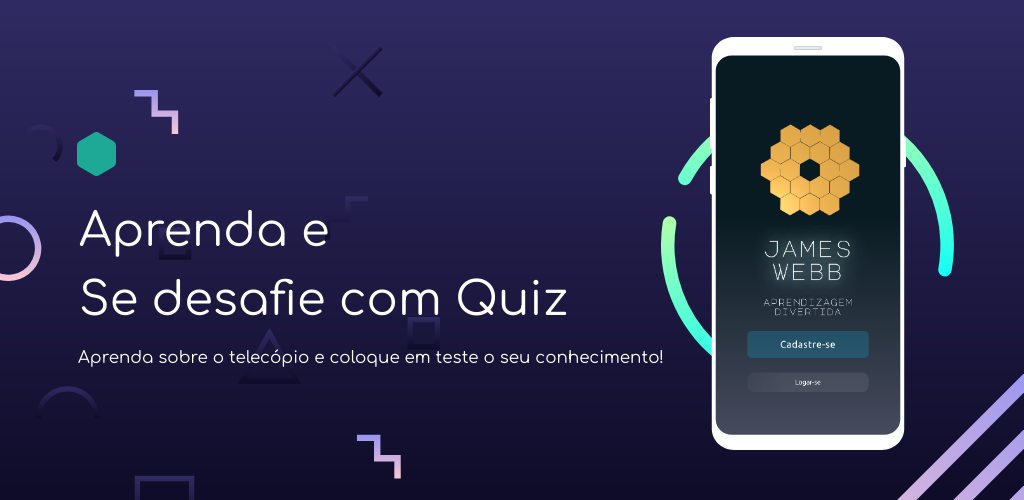 Aprenda e
Se desafie com Quiz
Aprenda sobre o telecópio e coloque em teste o seu conhecimento!
JAMES
WEBB
APRENDIZAGEM
DIVERTIDA
Cadastre-se
Logar-se